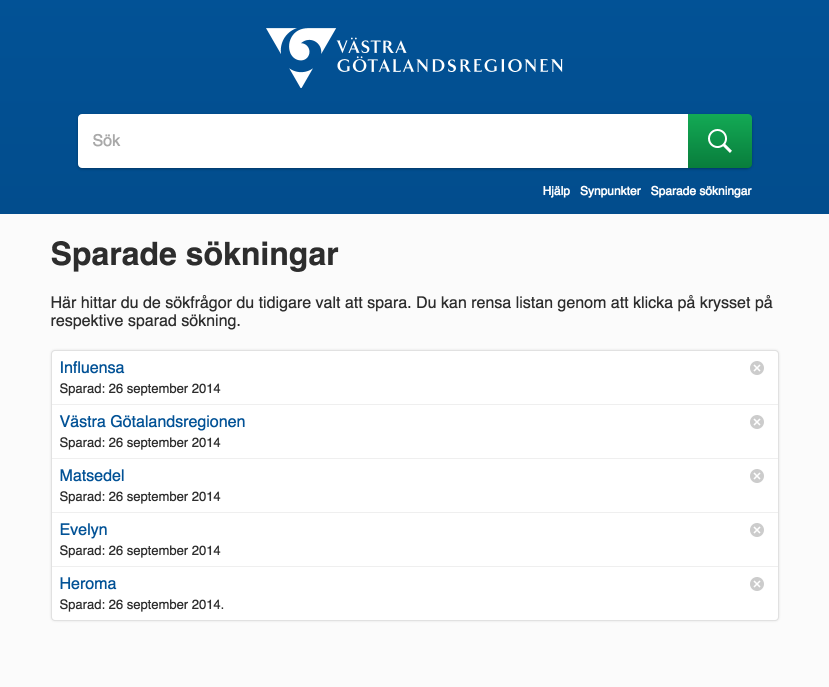 VÄSTRA
GÖTALANDSREGIONEN
Sök
Hjälp Synpunkter Sparade sökningar
Sparade sökningar
Här hittar du de sökfrågor du tidigare valt att spara. Du kan rensa listan genom att klicka på krysset på
respektive sparad sökning.
Influensa
Sparad: 26 september 2014
Västra Götalandsregionen
Sparad: 26 september 2014
Matsedel
Sparad: 26 september 2014
Evelyn
Sparad: 26 september 2014
Heroma
Sparad: 26 september 2014.